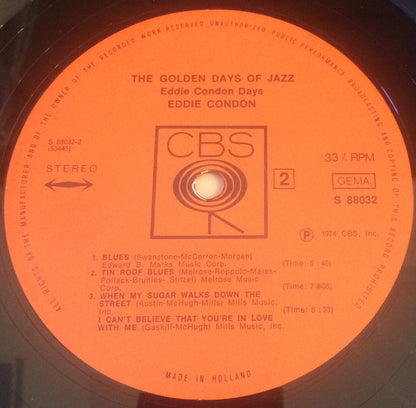 ALL RIGHTS OF THE MANUFACTURER AND OF THE OWNER OF THE RECORDED WORK RESERVED UNAUTHORIZED PUBLIC PERFORMANCE BROADCASTING AND COPYING OF THIS RECORD PROHIBITED
THE GOLDEN DAYS OF JAZZ
Eddie Condon Days
EDDIE CONDON
CBS
S 88032-2
(53445)
STEREO
2
33⅓ RPM
GEMA
S 88032
℗ 1974 CBS, Inc.
1. BLUES (Swanstone-McCarron-Morgan)
Edward B. Marks Music Corp. (Time: 5:40)
2. TIN ROOF BLUES (Melrose-Roppolo-Mares-
Pollack-Brunies- Stitzel) Melrose Music
Corp. (Time:
3. WHEN MY SUGAR WALKS DOWN THE
STREET (Austin-McHugh-Mills) Mills Music,
Inc. (Time:
I CAN'T BELIEVE THAT YOU'RE IN LOVE
WITH ME (Gaskill-McHugh) Mills Music, Inc.
MADE IN HOLLAND